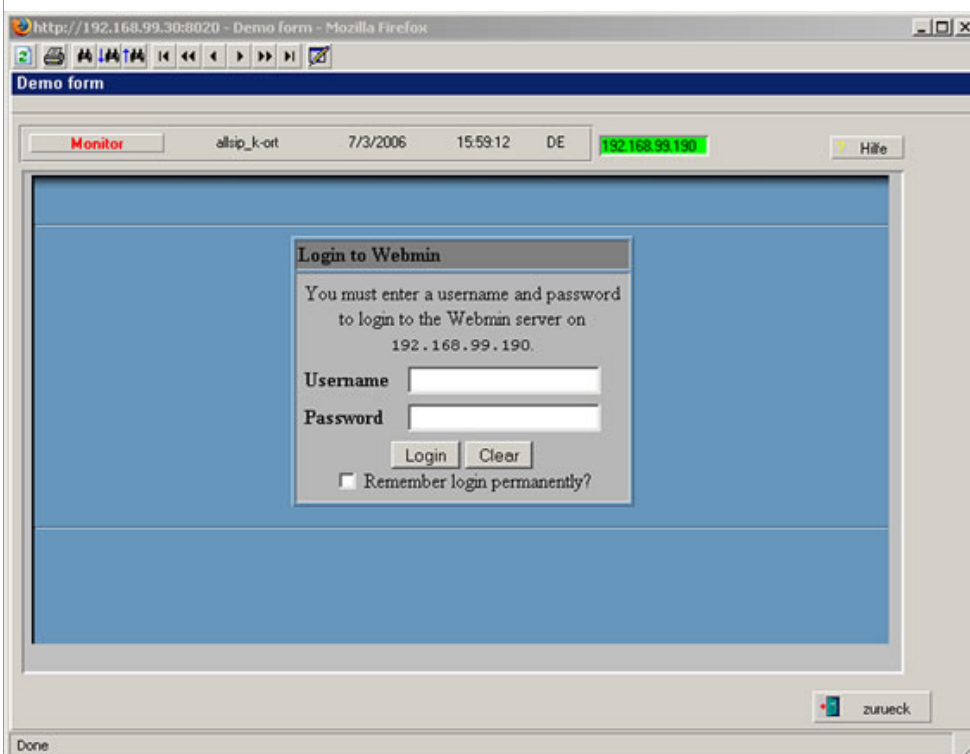 http://192.168.99.30:8020 - Demo form - Mozilla Firefox
Demo form
Monitor allsip_k-ort 7/3/2006 15:59:12 DE 192.168.99.190 ? Hilfe
Login to Webmin
You must enter a username and password
to login to the Webmin server on
192.168.99.190.
Username
Password
Login Clear
Remember login permanently?
zurueck
Done